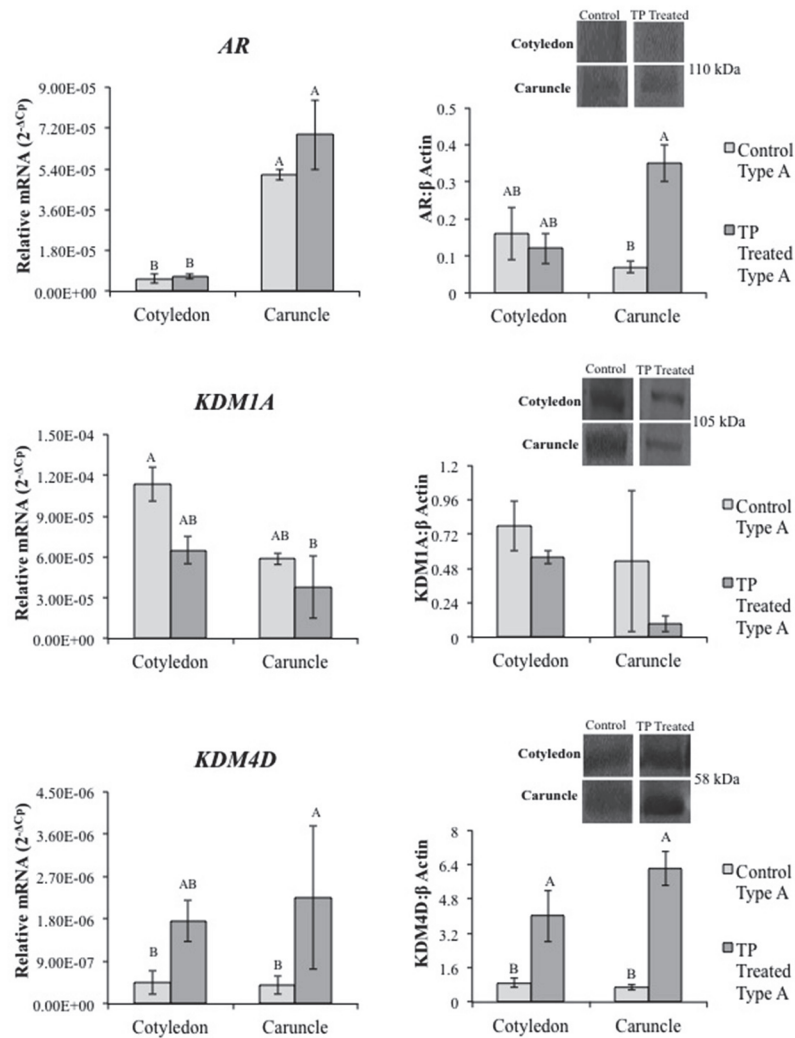 AR
Relative mRNA (2-ΔCp)
9.00E-05
7.20E-05
5.40E-05
3.60E-05
1.80E-05
0.00E+00
B
B
A
A
Cotyledon
Caruncle
Control
TP Treated
Cotyledon
Caruncle
110 kDa
AR:β Actin
0.5
0.4
0.3
0.2
0.1
0
AB
AB
B
A
Cotyledon
Caruncle
Control
Type A
TP
Treated
Type A
KDM1A
Relative mRNA (2-ΔCp)
1.50E-04
1.20E-04
9.00E-05
6.00E-05
3.00E-05
0.00E+00
A
AB
AB
B
Cotyledon
Caruncle
Control
TP Treated
Cotyledon
Caruncle
105 kDa
KDM1A:β Actin
1.2
0.96
0.72
0.48
0.24
0
Cotyledon
Caruncle
Control
Type A
TP
Treated
Type A
KDM4D
Relative mRNA (2-ΔCp)
4.50E-06
3.60E-06
2.70E-06
1.80E-06
9.00E-07
0.00E+00
B
AB
B
A
Cotyledon
Caruncle
Control
TP Treated
Cotyledon
Caruncle
58 kDa
KDM4D:β Actin
8
6.4
4.8
3.2
1.6
0
B
A
B
A
Cotyledon
Caruncle
Control
Type A
TP
Treated
Type A